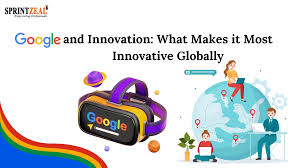 SPRINTZEAL
Google and Innovation: What Makes it Most
Innovative Globally
Google